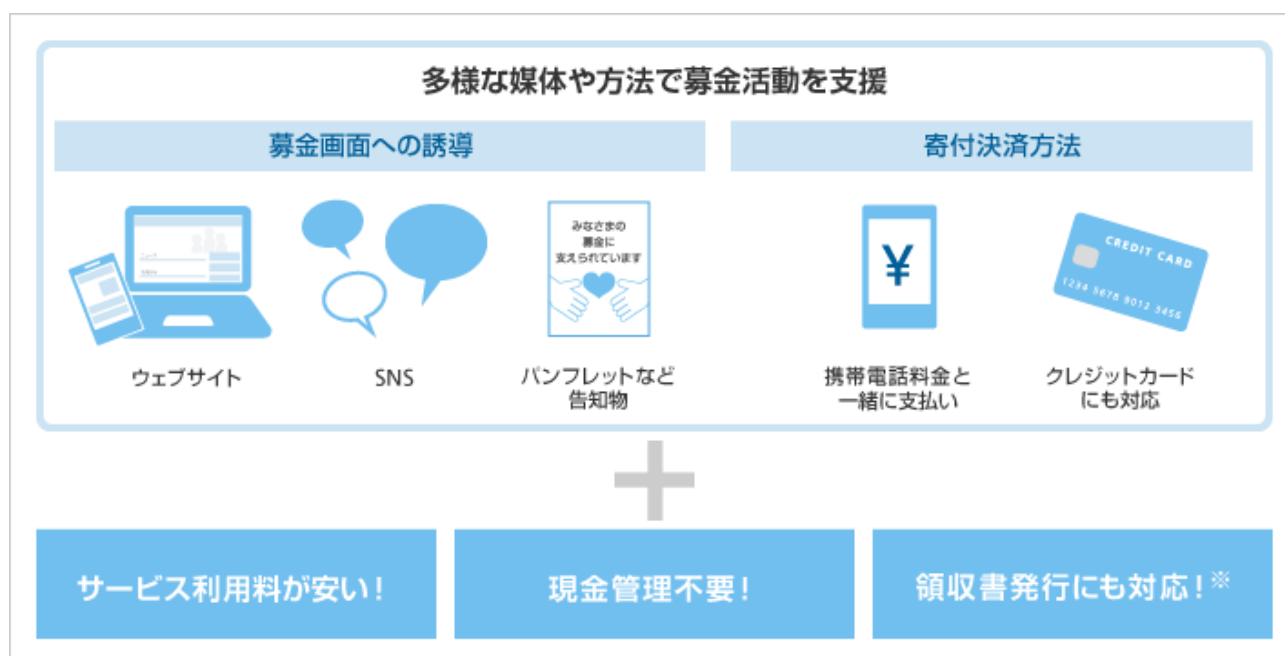 多様な媒体や方法で募金活動を支援
募金画面への誘導
寄付決済方法
みなさまの
募金に
支えられています
¥
CREDIT CARD
1234 5678 9012 3456
ウェブサイト
SNS
パンフレットなど
告知物
携帯電話料金と
一緒に支払い
クレジットカード
にも対応
サービス利用料が安い！
現金管理不要！
領収書発行にも対応！※